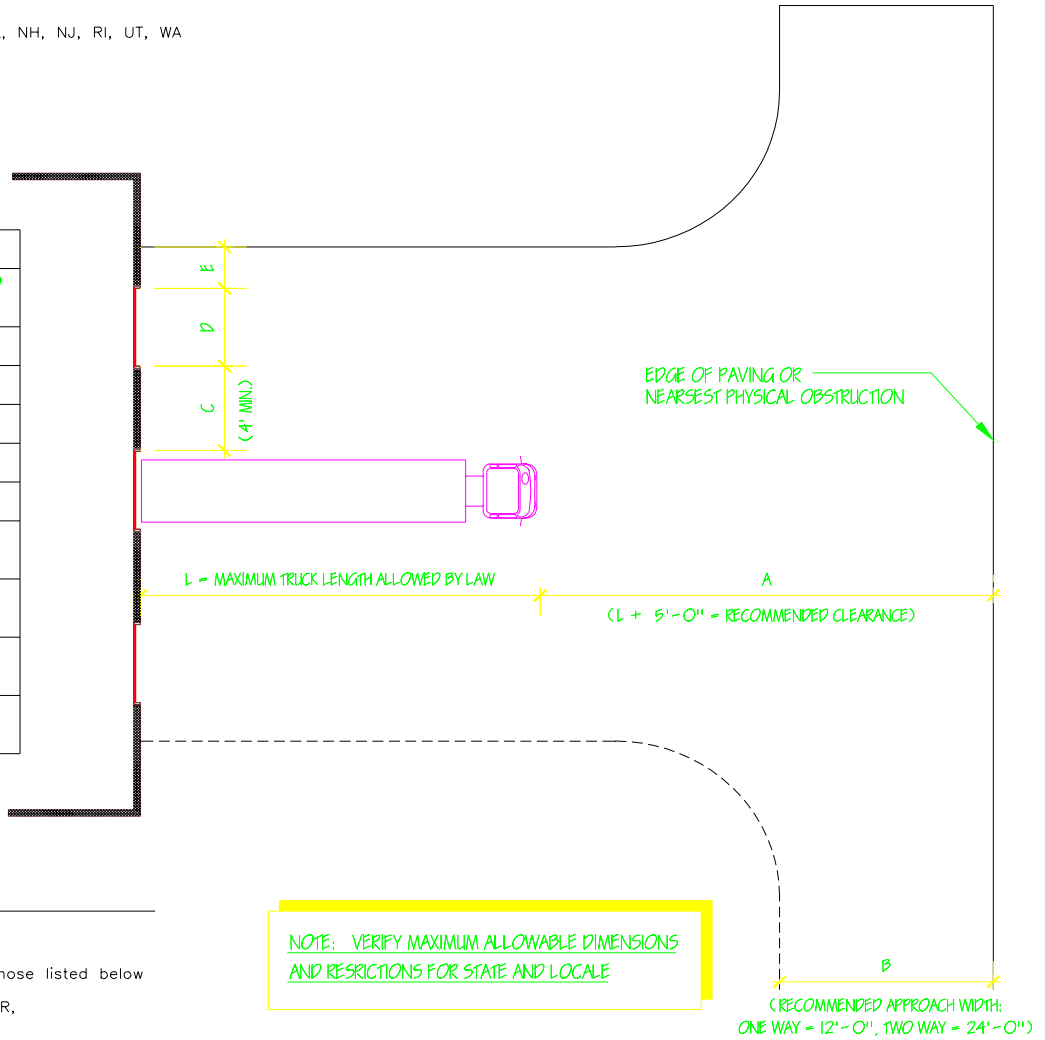 , NH, NJ, RI, UT, WA
E
D
C
(4' MIN.)
EDGE OF PAVING OR
NEARSEST PHYSICAL OBSTRUCTION
L = MAXIMUM TRUCK LENGTH ALLOWED BY LAW
A
(L + 5'-0" = RECOMMENDED CLEARANCE)
NOTE: VERIFY MAXIMUM ALLOWABLE DIMENSIONS
AND RESRICTIONS FOR STATE AND LOCALE
hose listed below
R,
B
(RECOMMENDED APPROACH WIDTH:
ONE WAY = 12'-0", TWO WAY = 24'-0")